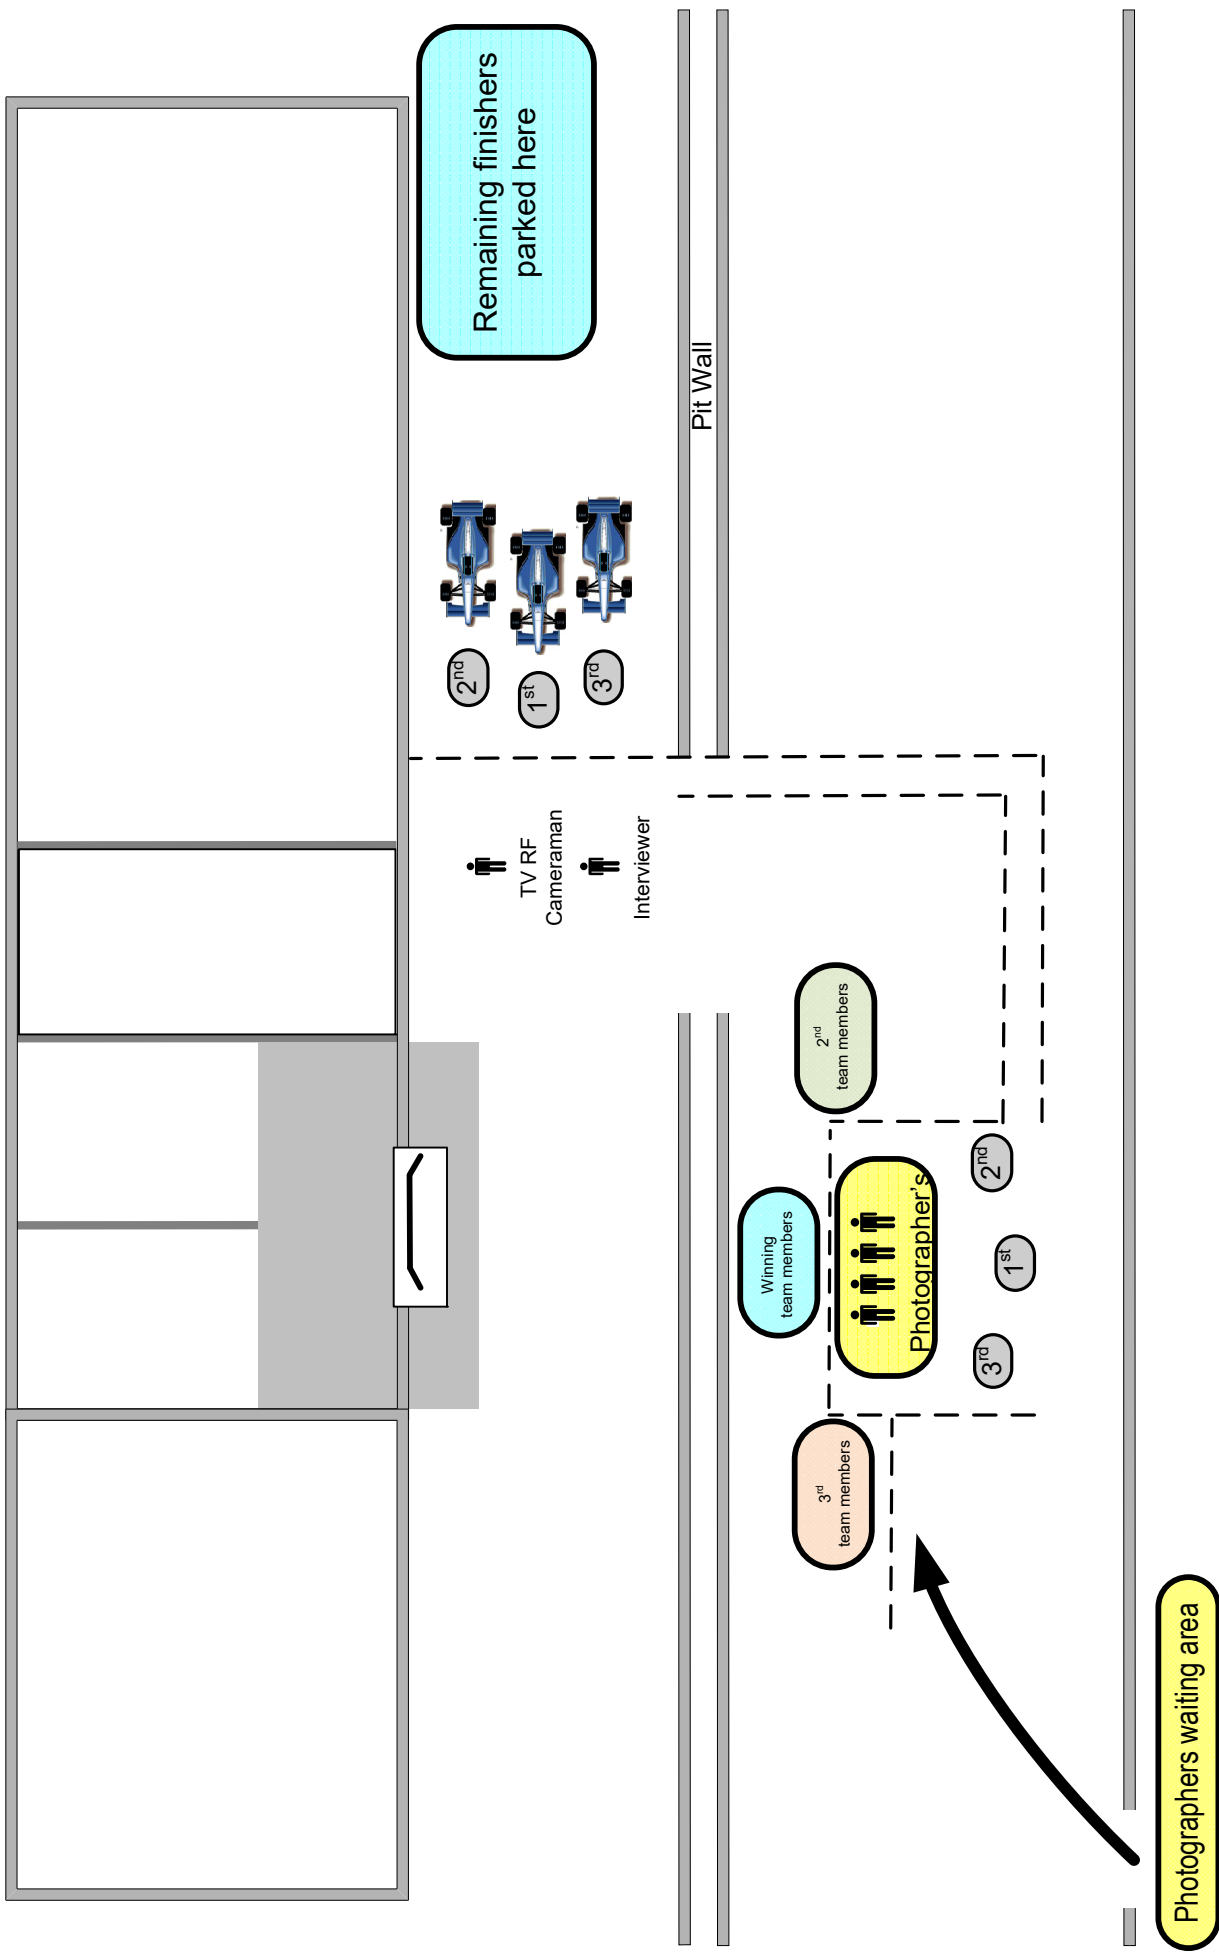 Remaining finishers
parked here
Pit Wall
2nd
1st
3rd
TV RF
Cameraman
Interviewer
2nd
team members
Winning
team members
Photographer's
2nd
1st
3rd
3rd
team members
Photographers waiting area